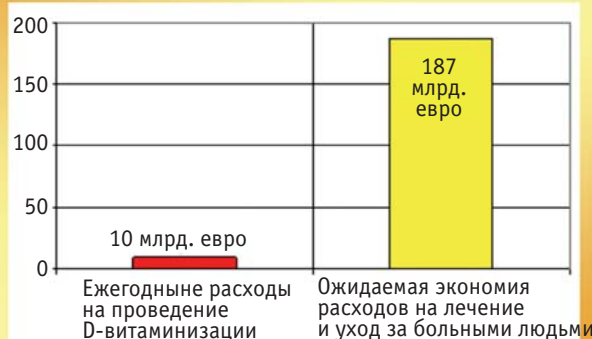 200
150
100
50
0
187
млрд.
евро
10 млрд. евро
Ежегодныне расходы
на проведение
D-витаминизации
Ожидаемая экономия
расходов на лечение
и уход за больными людьми